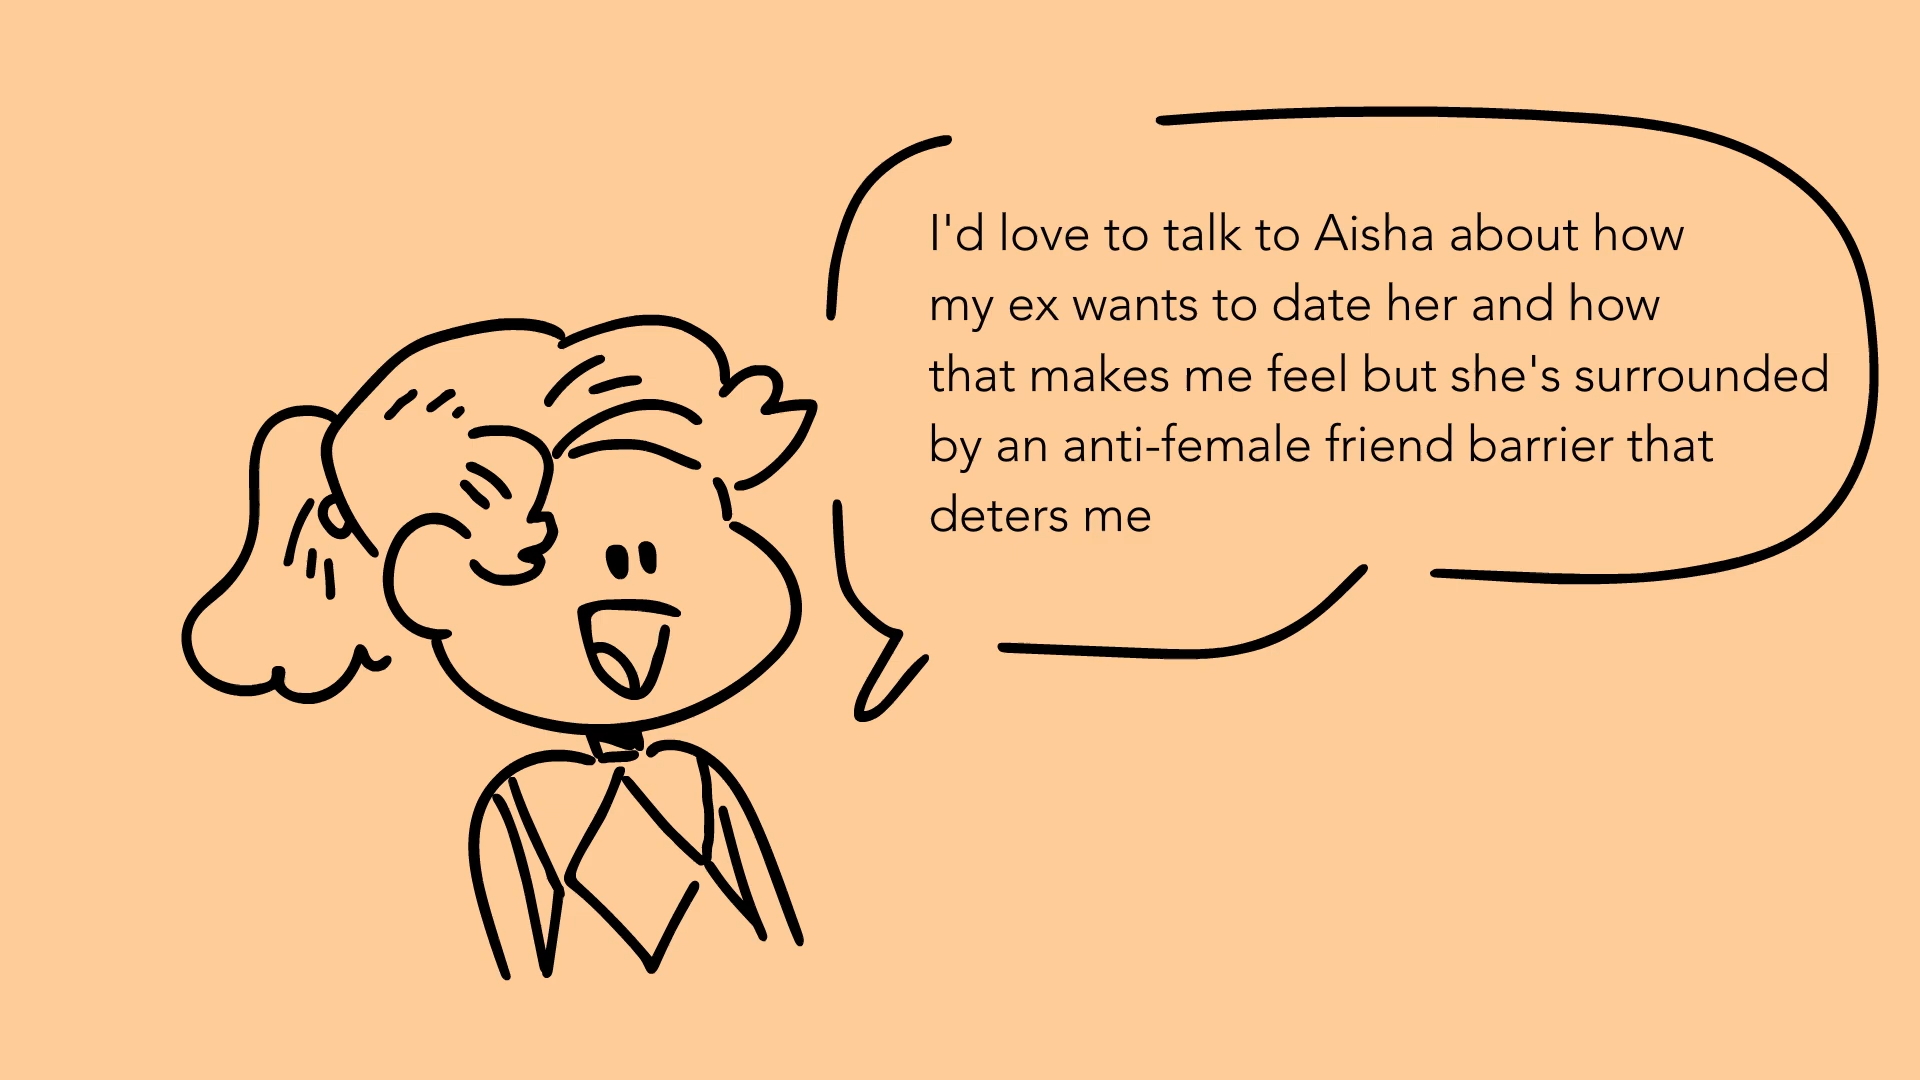 I'd love to talk to Aisha about how
my ex wants to date her and how
that makes me feel but she's surrounded
by an anti-female friend barrier that
deters me